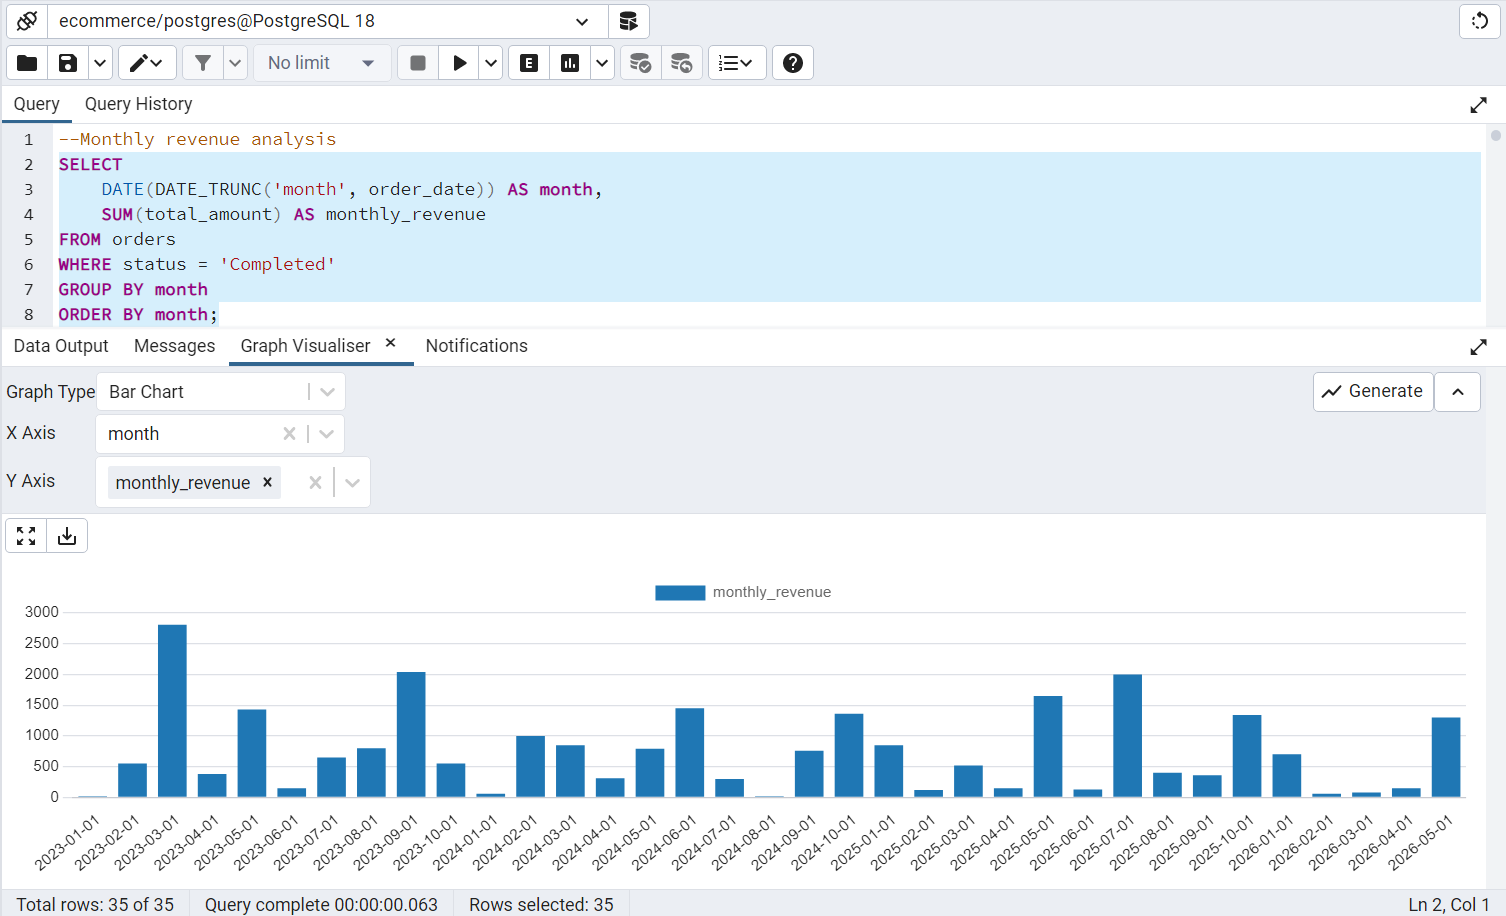 ecommerce/postgres@PostgreSQL 18
No limit
E
Query Query History
1 --Monthly revenue analysis
2 SELECT
3 DATE(DATE_TRUNC('month', order_date)) AS month,
4 SUM(total_amount) AS monthly_revenue
5 FROM orders
6 WHERE status = 'Completed'
7 GROUP BY month
8 ORDER BY month;
Data Output Messages Graph Visualiser Notifications
Graph Type Bar Chart Generate
X Axis month
Y Axis monthly_revenue
monthly_revenue
3000
2500
2000
1500
1000
500
0
2023-01-01 2023-02-01 2023-03-01 2023-04-01 2023-05-01 2023-06-01 2023-07-01 2023-08-01 2023-09-01 2023-10-01 2024-01-01 2024-02-01 2024-03-01 2024-04-01 2024-05-01 2024-06-01 2024-07-01 2024-08-01 2024-09-01 2024-10-01 2025-01-01 2025-02-01 2025-03-01 2025-04-01 2025-05-01 2025-06-01 2025-07-01 2025-08-01 2025-09-01 2025-10-01 2026-01-01 2026-02-01 2026-03-01 2026-04-01 2026-05-01
Total rows: 35 of 35 Query complete 00:00:00.063 Rows selected: 35 Ln 2, Col 1